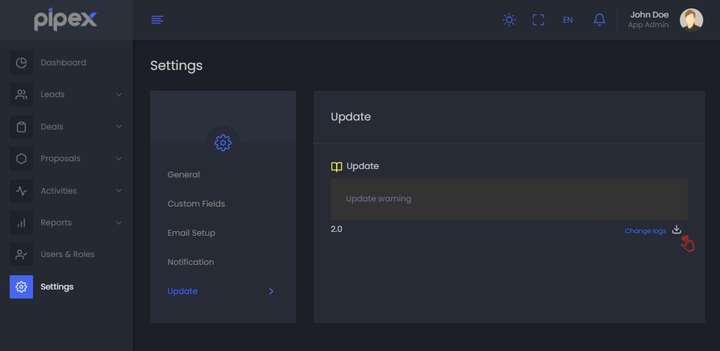 pipex
EN
John Doe
App Admin
Dashboard
Leads
Deals
Proposals
Activities
Reports
Users & Roles
Settings
Settings
General
Custom Fields
Email Setup
Notification
Update
Update
Update
Update warning
2.0
Change logs